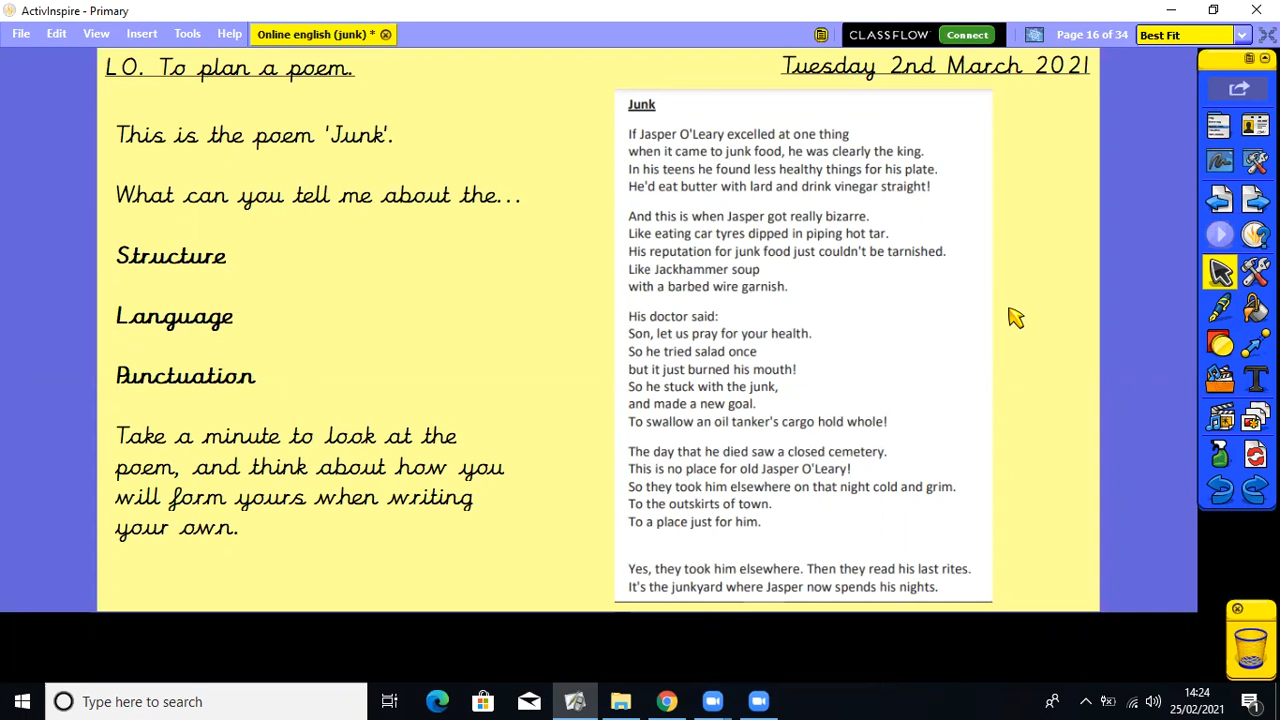 ActivInspire - Primary
File Edit View Insert Tools Help Online english (junk) * CLASSFLOW Connect Page 16 of 34 Best Fit
LO. To plan a poem.
Tuesday 2nd March 2021
This is the poem 'Junk'.
What can you tell me about the...
Structure
Language
Punctuation
Take a minute to look at the
poem, and think about how you
will form yours when writing
your own.
Junk
If Jasper O'Leary excelled at one thing
when it came to junk food, he was clearly the king.
In his teens he found less healthy things for his plate.
He'd eat butter with lard and drink vinegar straight!
And this is when Jasper got really bizarre.
Like eating car tyres dipped in piping hot tar.
His reputation for junk food just couldn't be tarnished.
Like Jackhammer soup
with a barbed wire garnish.
His doctor said:
Son, let us pray for your health.
So he tried salad once
but it just burned his mouth!
So he stuck with the junk,
and made a new goal.
To swallow an oil tanker's cargo hold whole!
The day that he died saw a closed cemetery.
This is no place for old Jasper O'Leary!
So they took him elsewhere on that night cold and grim.
To the outskirts of town.
To a place just for him.
Yes, they took him elsewhere. Then they read his last rites.
It's the junkyard where Jasper now spends his nights.
Type here to search
14:24
25/02/2021
1